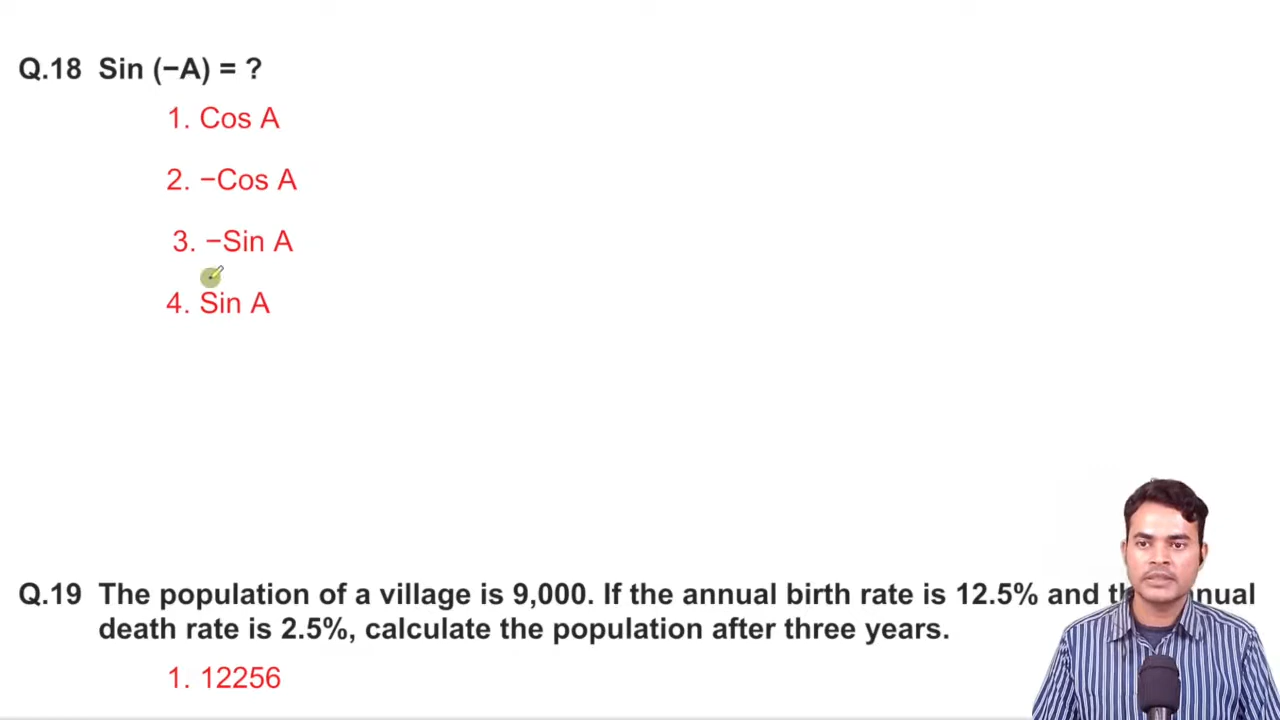 Q.18 Sin (−A) = ?
1. Cos A
2. −Cos A
3. −Sin A
4. Sin A
Q.19 The population of a village is 9,000. If the annual birth rate is 12.5% and
death rate is 2.5%, calculate the population after three years.
1. 12256